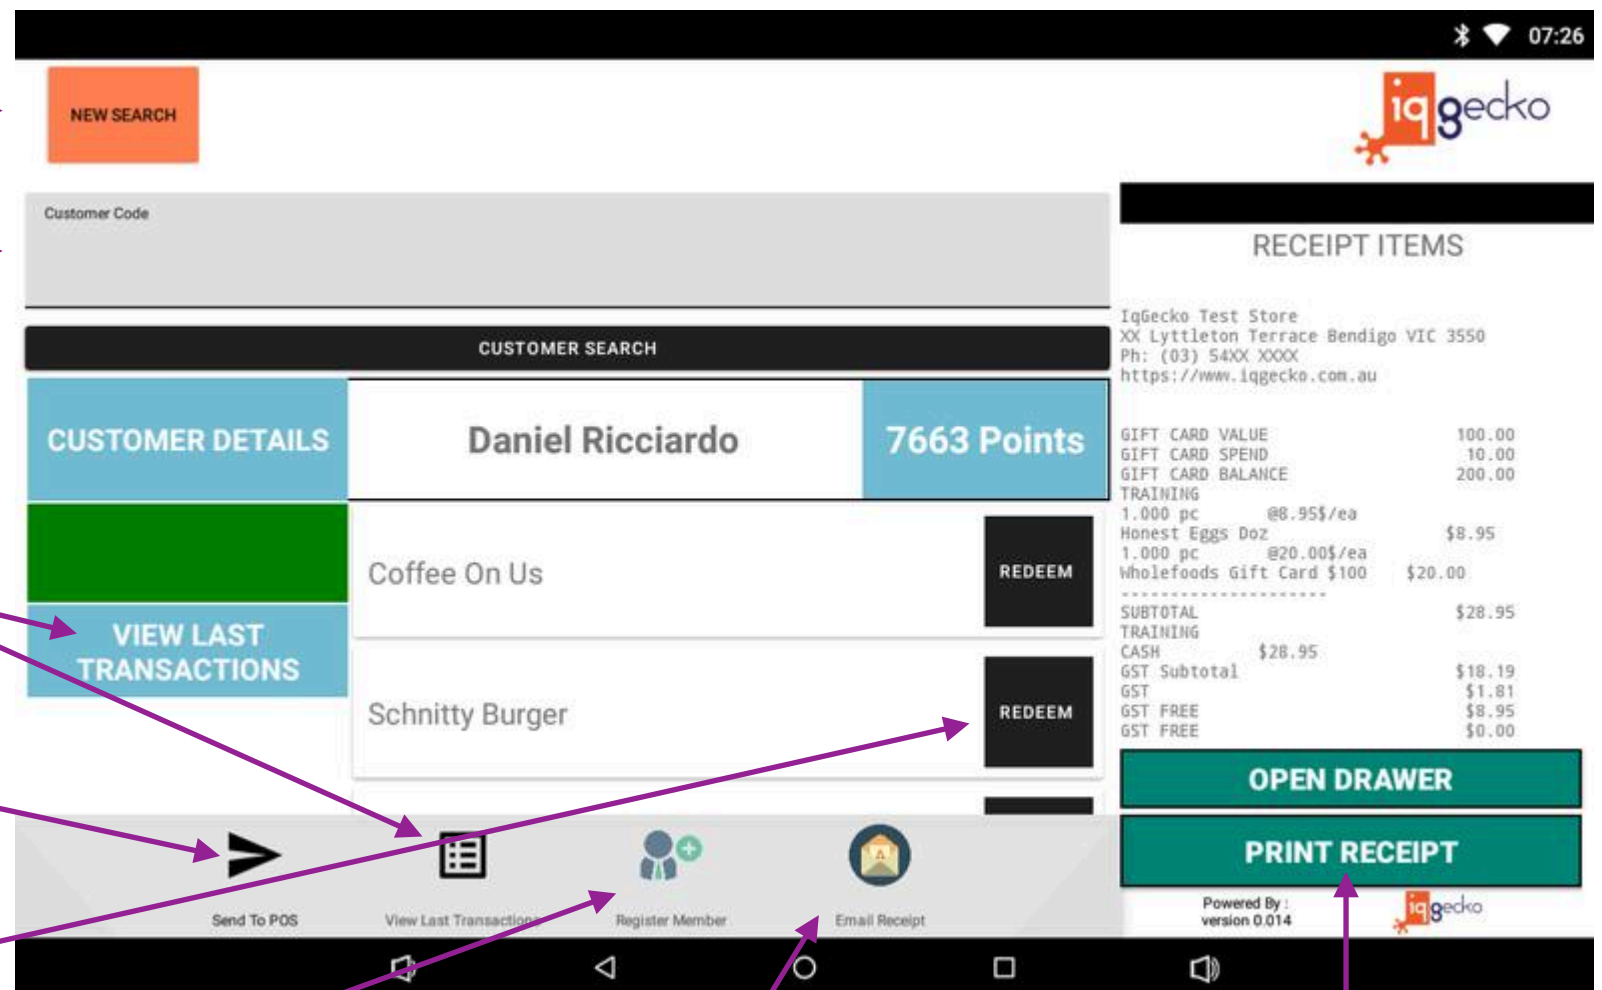 07:26
NEW SEARCH
iqgecko
Customer Code
CUSTOMER SEARCH
CUSTOMER DETAILS
Daniel Ricciardo
7663 Points
Coffee On Us
REDEEM
VIEW LAST
TRANSACTIONS
Schnitty Burger
REDEEM
Send To POS
View Last Transactions
Register Member
Email Receipt
RECEIPT ITEMS
IqGecko Test Store
XX Lyttleton Terrace Bendigo VIC 3550
Ph: (03) 54XX XXXX
https://www.iqgecko.com.au
GIFT CARD VALUE 100.00
GIFT CARD SPEND 10.00
GIFT CARD BALANCE 200.00
TRAINING
1.000 pc @8.95$/ea
Honest Eggs Doz $8.95
1.000 pc @20.00$/ea
Wholefoods Gift Card $100 $20.00
---------------------
SUBTOTAL $28.95
TRAINING
CASH $28.95
GST Subtotal $18.19
GST $1.81
GST FREE $8.95
GST FREE $0.00
OPEN DRAWER
PRINT RECEIPT
Powered By :
version 0.014
iqgecko